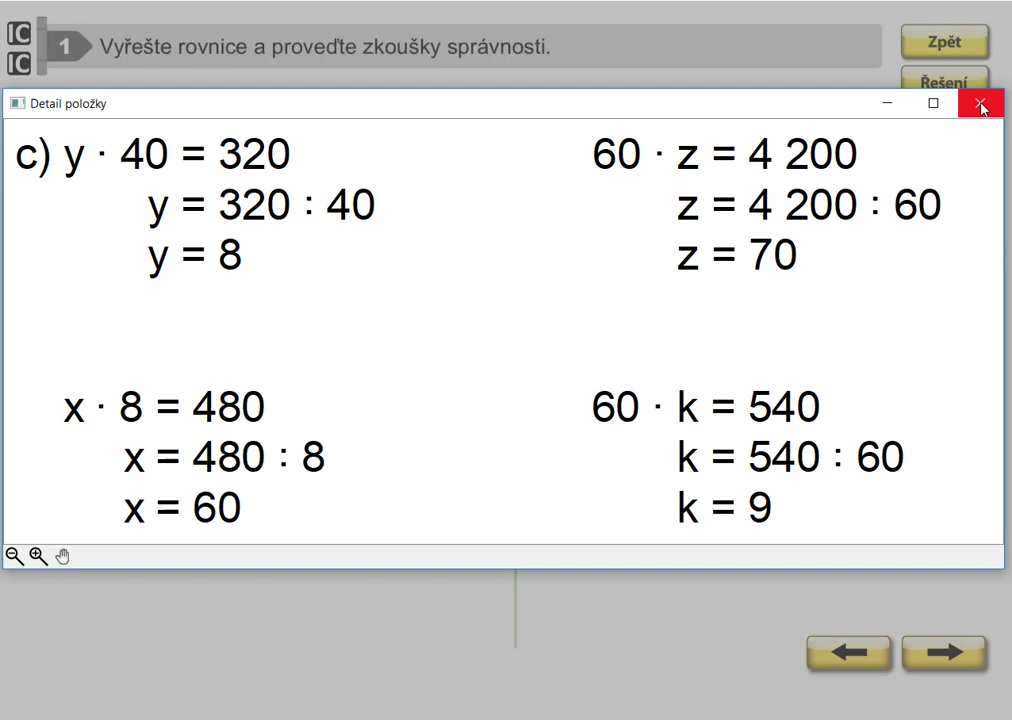 1 Vyřešte rovnice a proveďte zkoušky správnosti.
Zpět
Řešení
Detail položky
c) y · 40 = 320
y = 320 : 40
y = 8
60 · z = 4 200
z = 4 200 : 60
z = 70
x · 8 = 480
x = 480 : 8
x = 60
60 · k = 540
k = 540 : 60
k = 9